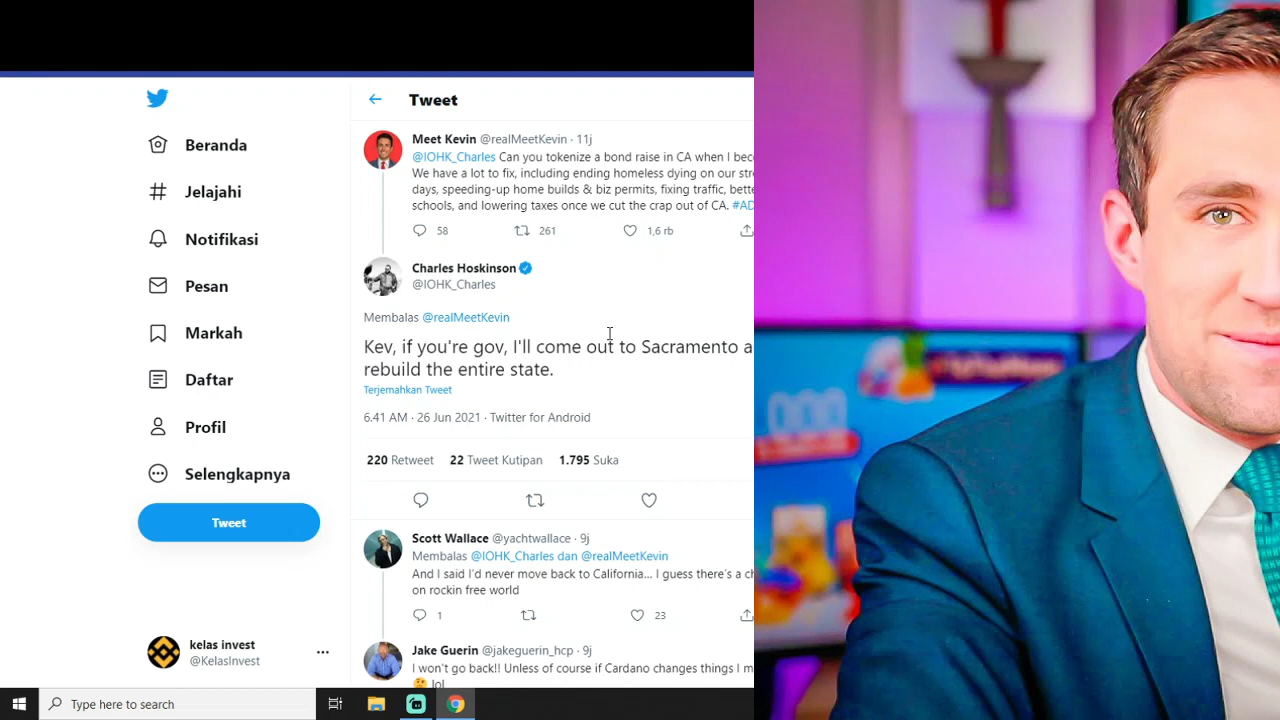 Tweet
Beranda
Jelajahi
Notifikasi
Pesan
Markah
Daftar
Profil
Selengkapnya
Tweet
kelas invest
@KelasInvest
Meet Kevin @realMeetKevin · 11j
@IOHK_Charles Can you tokenize a bond raise in CA when I
We have a lot to fix, including ending homeless dying on our
days, speeding-up home builds & biz permits, fixing traffic,
schools, and lowering taxes once we cut the crap out of CA.
58 261 1,6 rb
Charles Hoskinson
@IOHK_Charles
Membalas @realMeetKevin
Kev, if you're gov, I'll come out to Sacramento
rebuild the entire state.
Terjemahkan Tweet
6.41 AM · 26 Jun 2021 · Twitter for Android
220 Retweet 22 Tweet Kutipan 1.795 Suka
Scott Wallace @yachtwallace · 9j
Membalas @IOHK_Charles dan @realMeetKevin
And I said I'd never move back to California... I guess there's a
on rockin free world
1 23
Jake Guerin @jakeguerin_hcp · 9j
I won't go back!! Unless of course if Cardano changes things I
🤔 lol
Type here to search